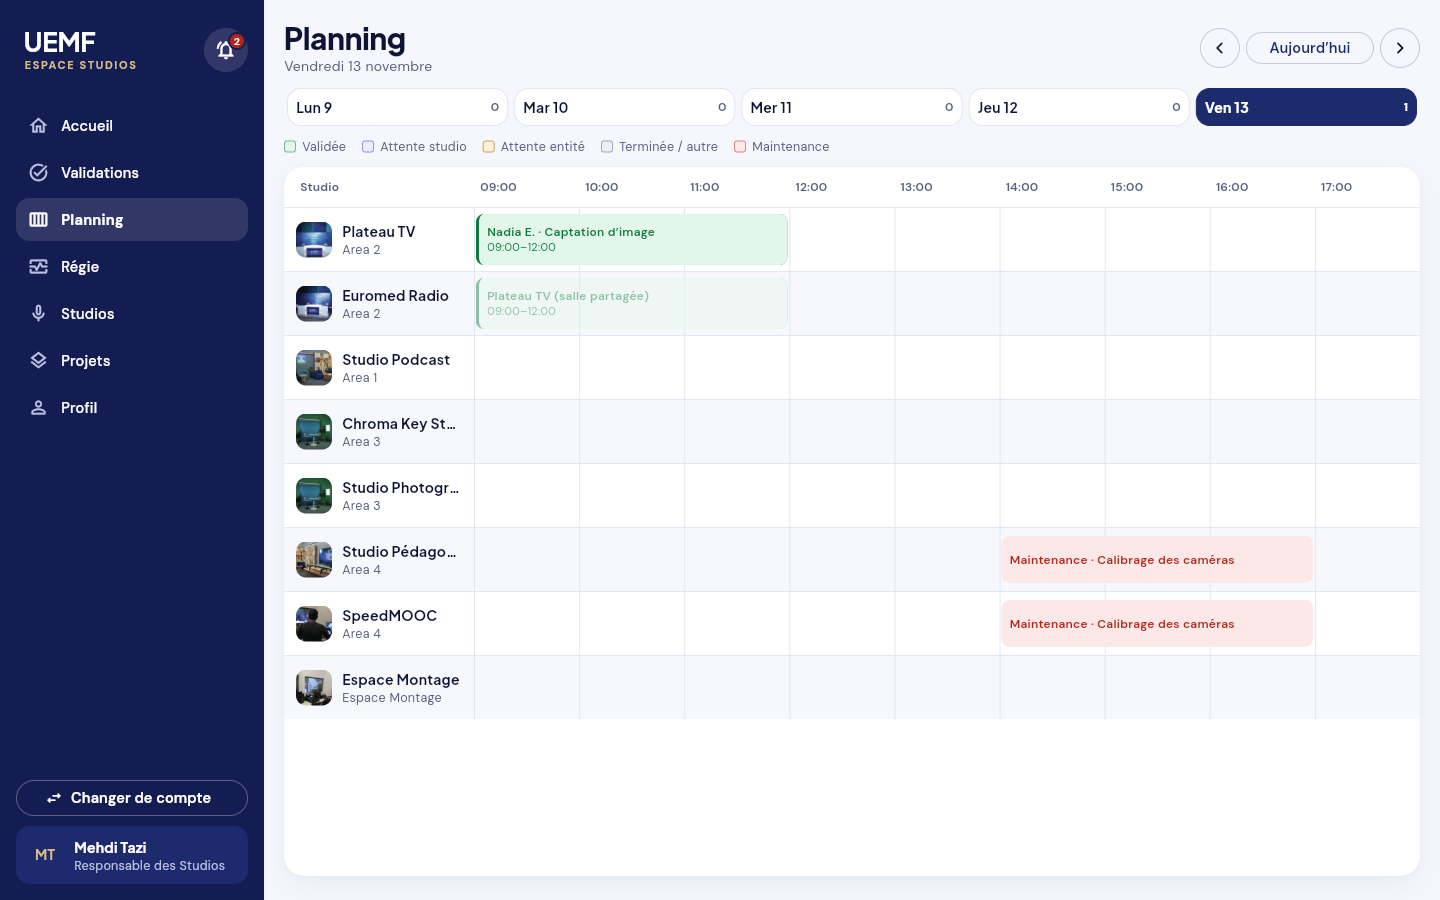 UEMF
ESPACE STUDIOS
2
Accueil
Validations
Planning
Régie
Studios
Projets
Profil
Changer de compte
MT
Mehdi Tazi
Responsable des Studios
Planning
Vendredi 13 novembre
Aujourd’hui
Lun 9 0
Mar 10 0
Mer 11 0
Jeu 12 0
Ven 13 1
Validée
Attente studio
Attente entité
Terminée / autre
Maintenance
Studio 09:00 10:00 11:00 12:00 13:00 14:00 15:00 16:00 17:00
Plateau TV
Area 2
Nadia E. · Captation d’image
09:00–12:00
Euromed Radio
Area 2
Plateau TV (salle partagée)
09:00–12:00
Studio Podcast
Area 1
Chroma Key St...
Area 3
Studio Photogr...
Area 3
Studio Pédago...
Area 4
Maintenance · Calibrage des caméras
SpeedMOOC
Area 4
Maintenance · Calibrage des caméras
Espace Montage
Espace Montage